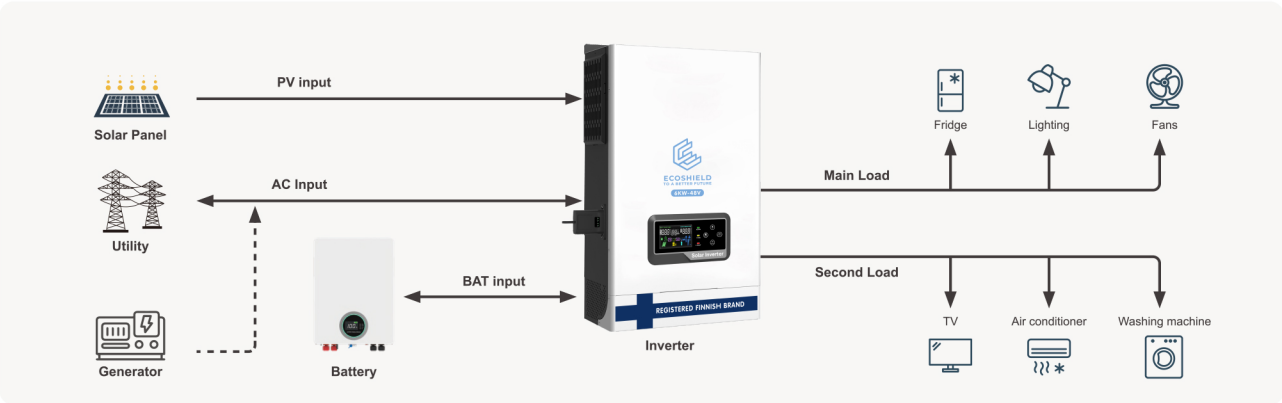 PV input
Solar Panel
AC Input
Utility
BAT input
Generator
Battery
ECOSHIELD
TO A BETTER FUTURE
6KW-48V
Solar Inverter
REGISTERED FINNISH BRAND
Inverter
Fridge
Lighting
Fans
Main Load
Second Load
TV
Air conditioner
Washing machine